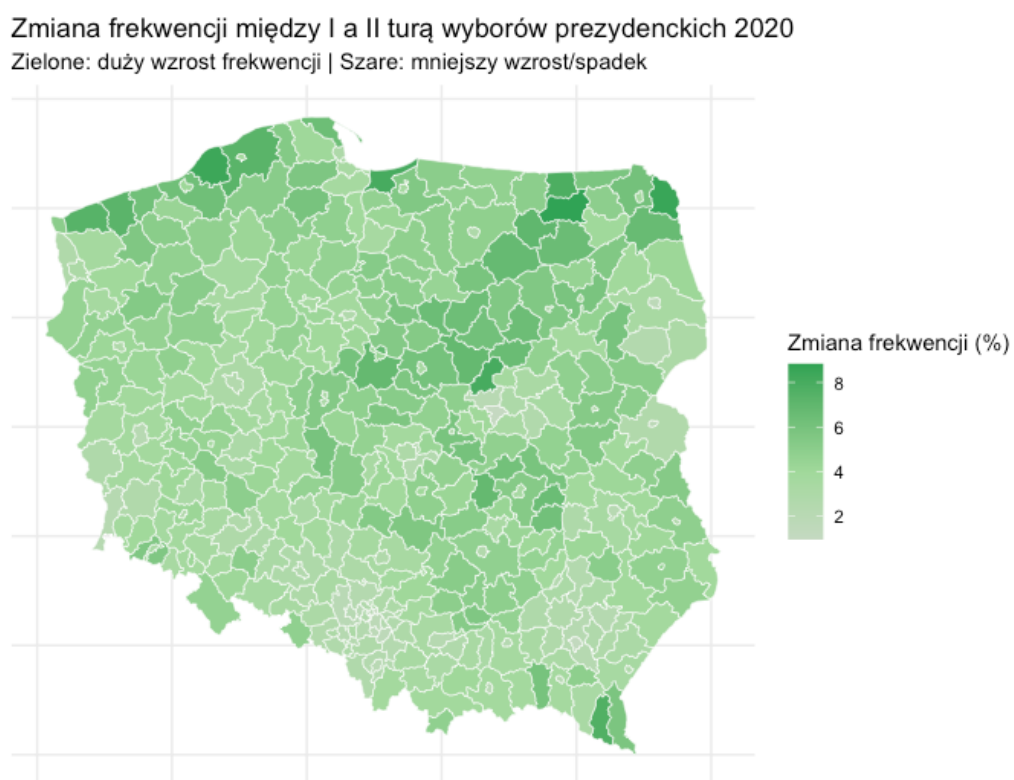 Zmiana frekwencji między I a II turą wyborów prezydenckich 2020
Zielone: duży wzrost frekwencji | Szare: mniejszy wzrost/spadek
Zmiana frekwencji (%)
8
6
4
2